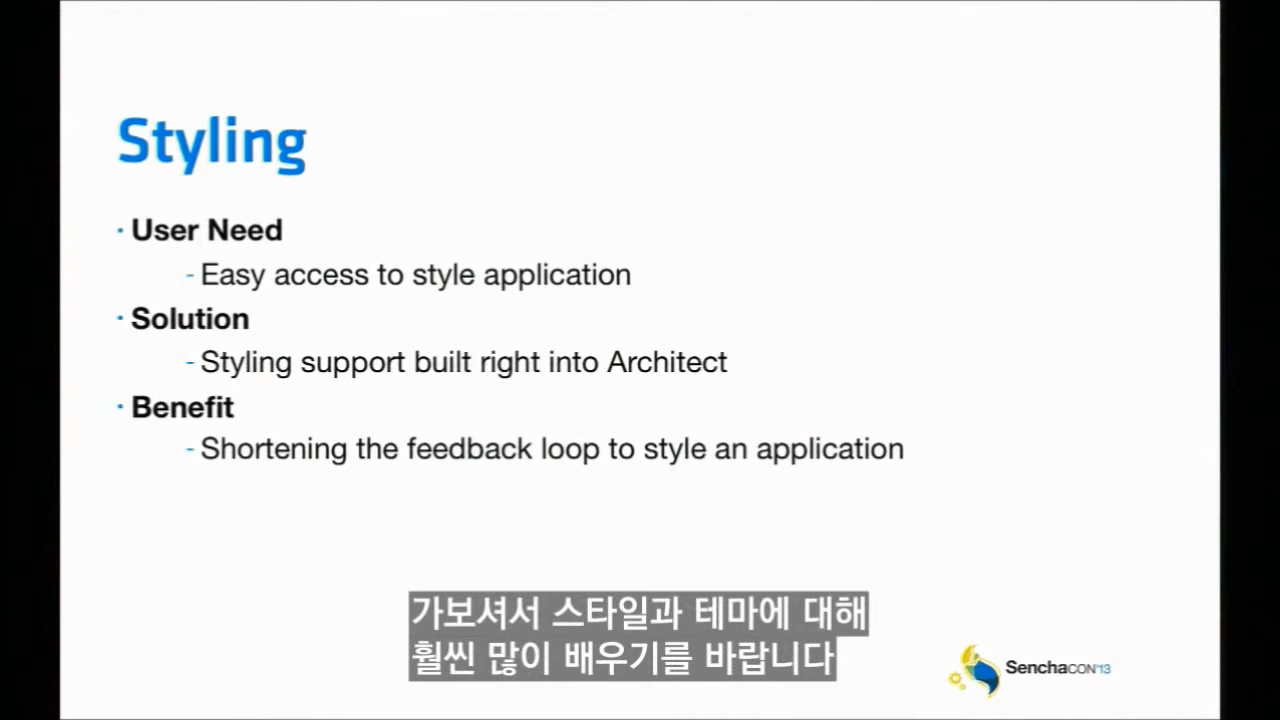 Styling
· User Need
- Easy access to style application
· Solution
- Styling support built right into Architect
· Benefit
- Shortening the feedback loop to style an application
가보셔서 스타일과 테마에 대해
훨씬 많이 배우기를 바랍니다
SenchaCON'13